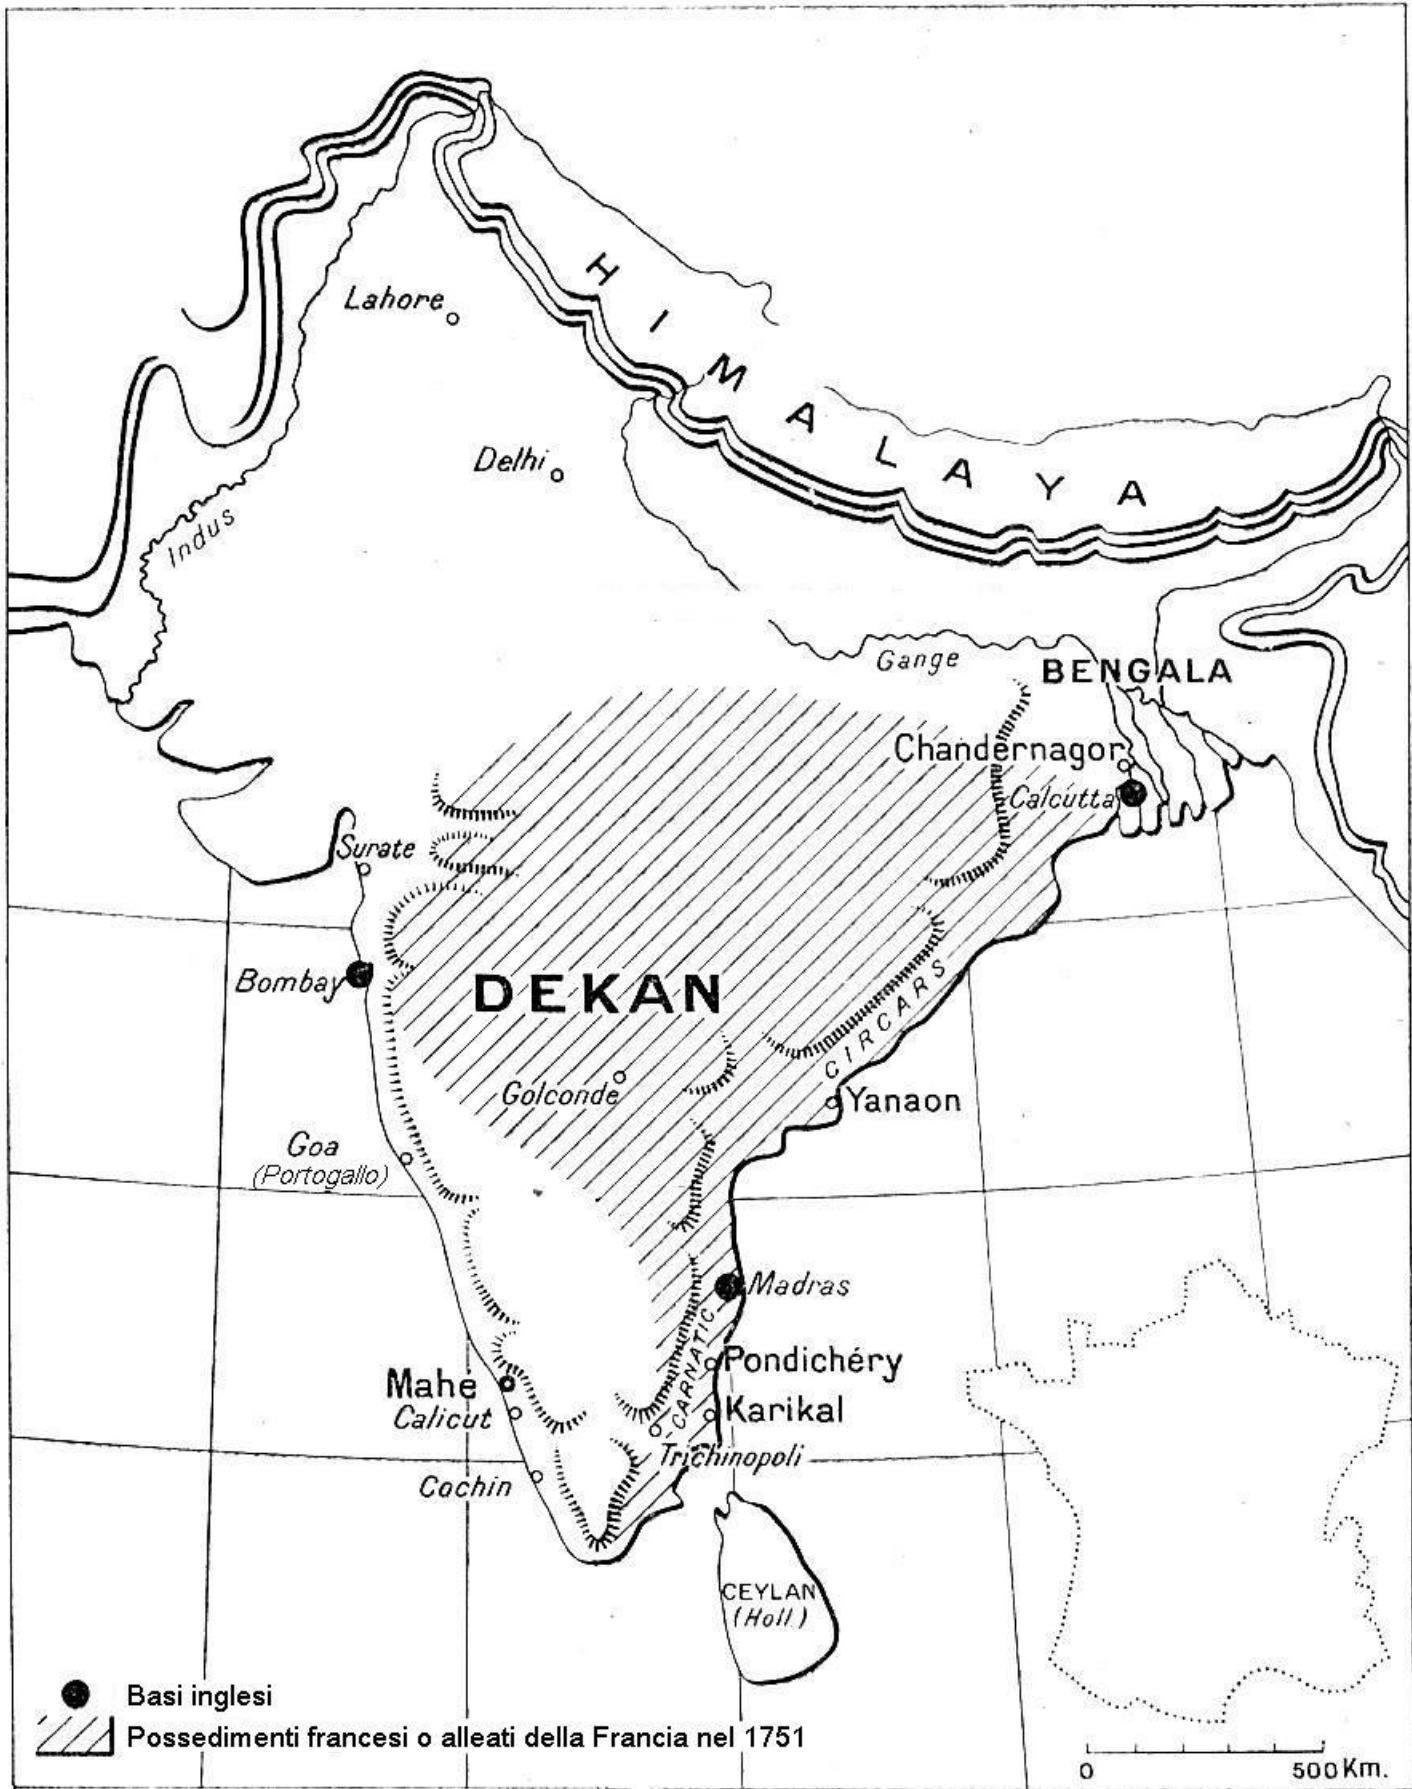 HIMALAYA
Lahore
Delhi
Indus
Gange
BENGALA
Chandernagor
Calcutta
Surate
Bombay
DEKAN
CIRCARS
Golconde
Yanaon
Goa
(Portogallo)
Madras
CARNATIC
Pondichéry
Mahe
Karikal
Calicut
Trichinopoli
Cochin
CEYLAN
(Holl.)
Basi inglesi
Possedimenti francesi o alleati della Francia nel 1751
0 500 Km.